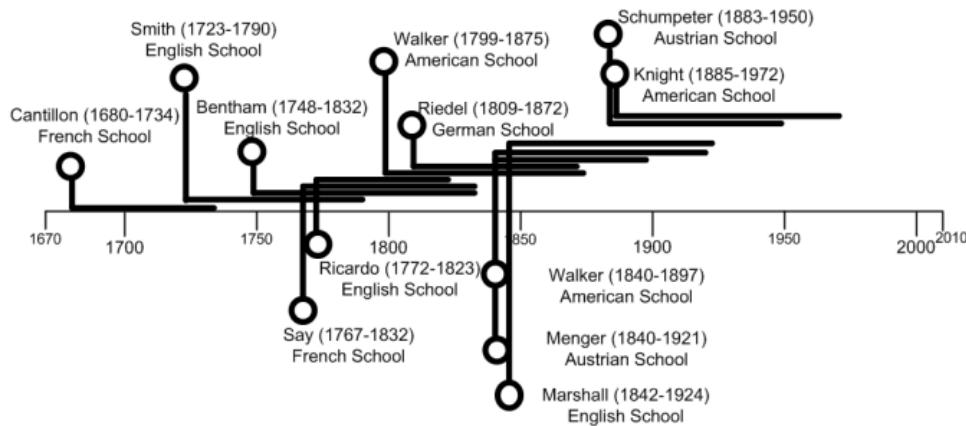 Schumpeter (1883-1950)
Austrian School
Smith (1723-1790)
English School
Walker (1799-1875)
American School
Knight (1885-1972)
American School
Cantillon (1680-1734)
French School
Bentham (1748-1832)
English School
Riedel (1809-1872)
German School
1670
1700
1750
1800
1850
1900
1950
2000
2010
Ricardo (1772-1823)
English School
Walker (1840-1897)
American School
Say (1767-1832)
French School
Menger (1840-1921)
Austrian School
Marshall (1842-1924)
English School